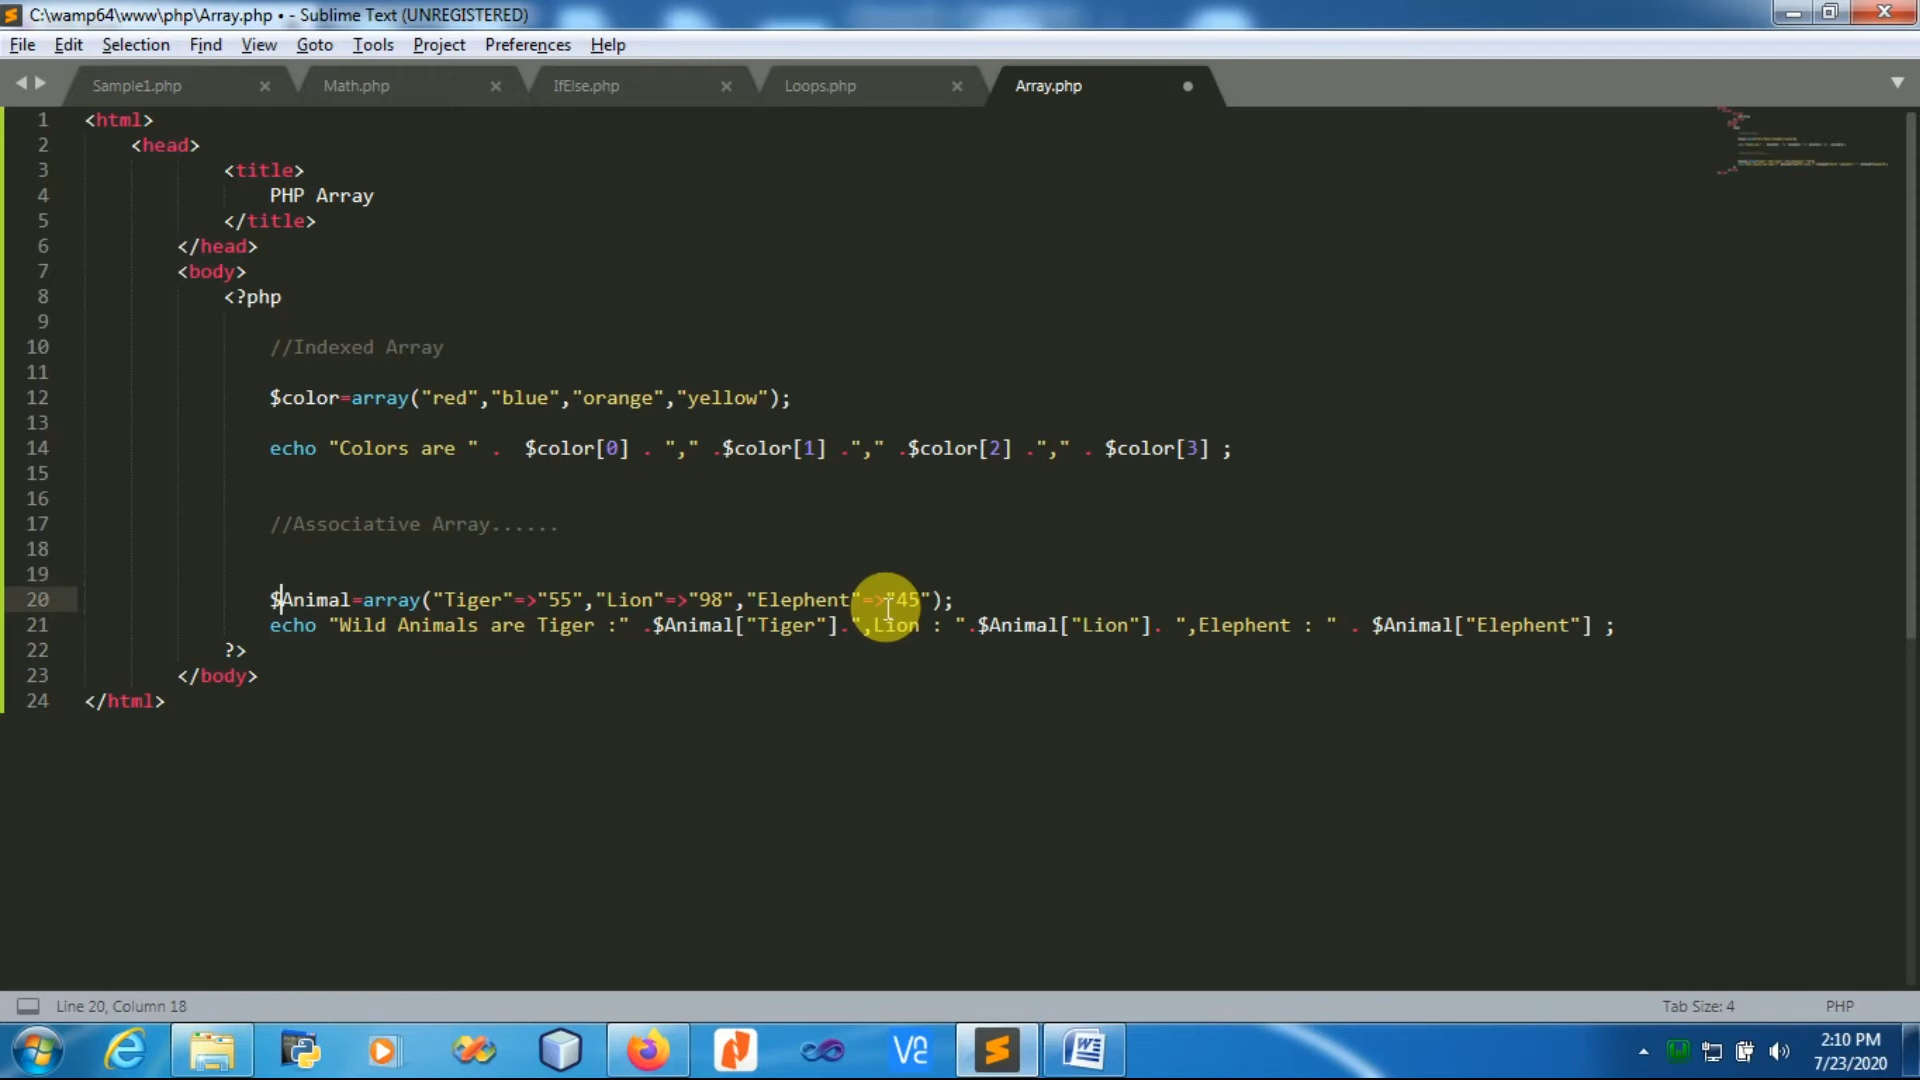 C:\wamp64\www\php\Array.php • - Sublime Text (UNREGISTERED)
File Edit Selection Find View Goto Tools Project Preferences Help
Sample1.php Math.php IfElse.php Loops.php Array.php
1 <html>
2 <head>
3 <title>
4 PHP Array
5 </title>
6 </head>
7 <body>
8 <?php
9
10 //Indexed Array
11
12 $color=array("red","blue","orange","yellow");
13
14 echo "Colors are " . $color[0] . "," .$color[1] ."," .$color[2] ."," . $color[3] ;
15
16
17 //Associative Array......
18
19
20 $Animal=array("Tiger"=>"55","Lion"=>"98","Elephent"=>"45");
21 echo "Wild Animals are Tiger :" .$Animal["Tiger"].",Lion : ".$Animal["Lion"]. ",Elephent : " . $Animal["Elephent"] ;
22 ?>
23 </body>
24 </html>
Line 20, Column 18 Tab Size: 4 PHP
2:10 PM
7/23/2020